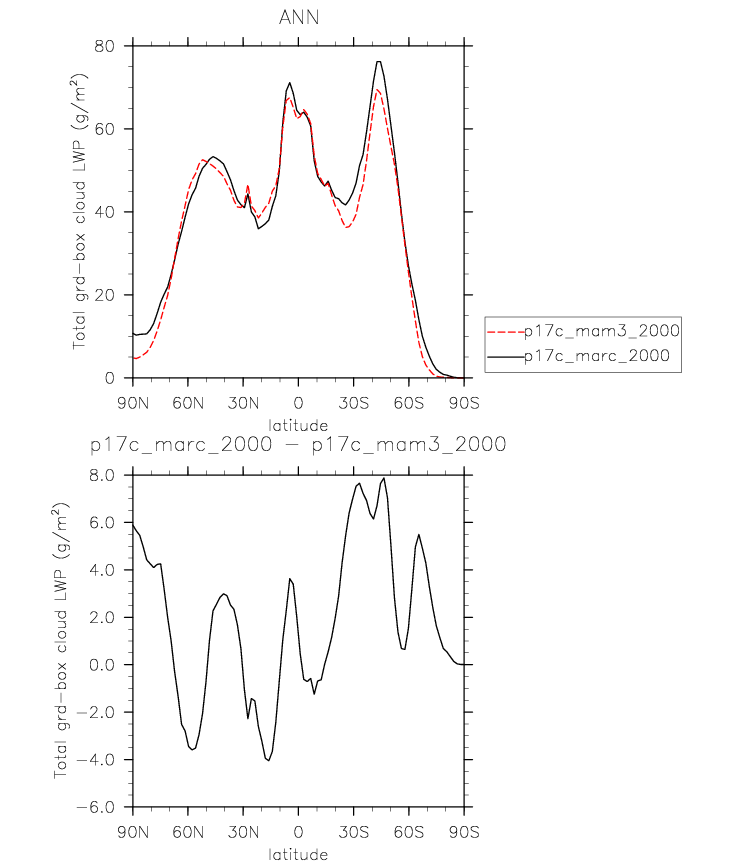 ANN
Total grd-box cloud LWP (g/m²)
80
60
40
20
0
90N 60N 30N 0 30S 60S 90S
latitude
p17c_mam3_2000
p17c_marc_2000
p17c_marc_2000 - p17c_mam3_2000
Total grd-box cloud LWP (g/m²)
8.0
6.0
4.0
2.0
0.0
-2.0
-4.0
-6.0
90N 60N 30N 0 30S 60S 90S
latitude